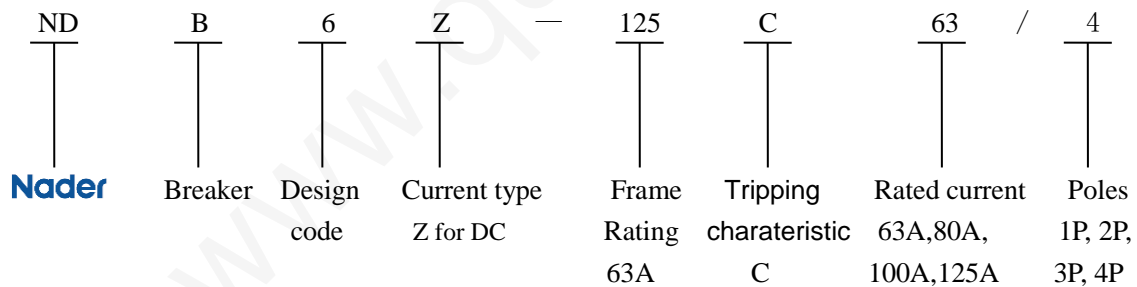 ND B 6 Z — 125 C 63 / 4
Nader Breaker Design Current type Frame Tripping Rated current Poles
code Z for DC Rating charateristic 63A,80A, 1P, 2P,
63A C 100A,125A 3P, 4P